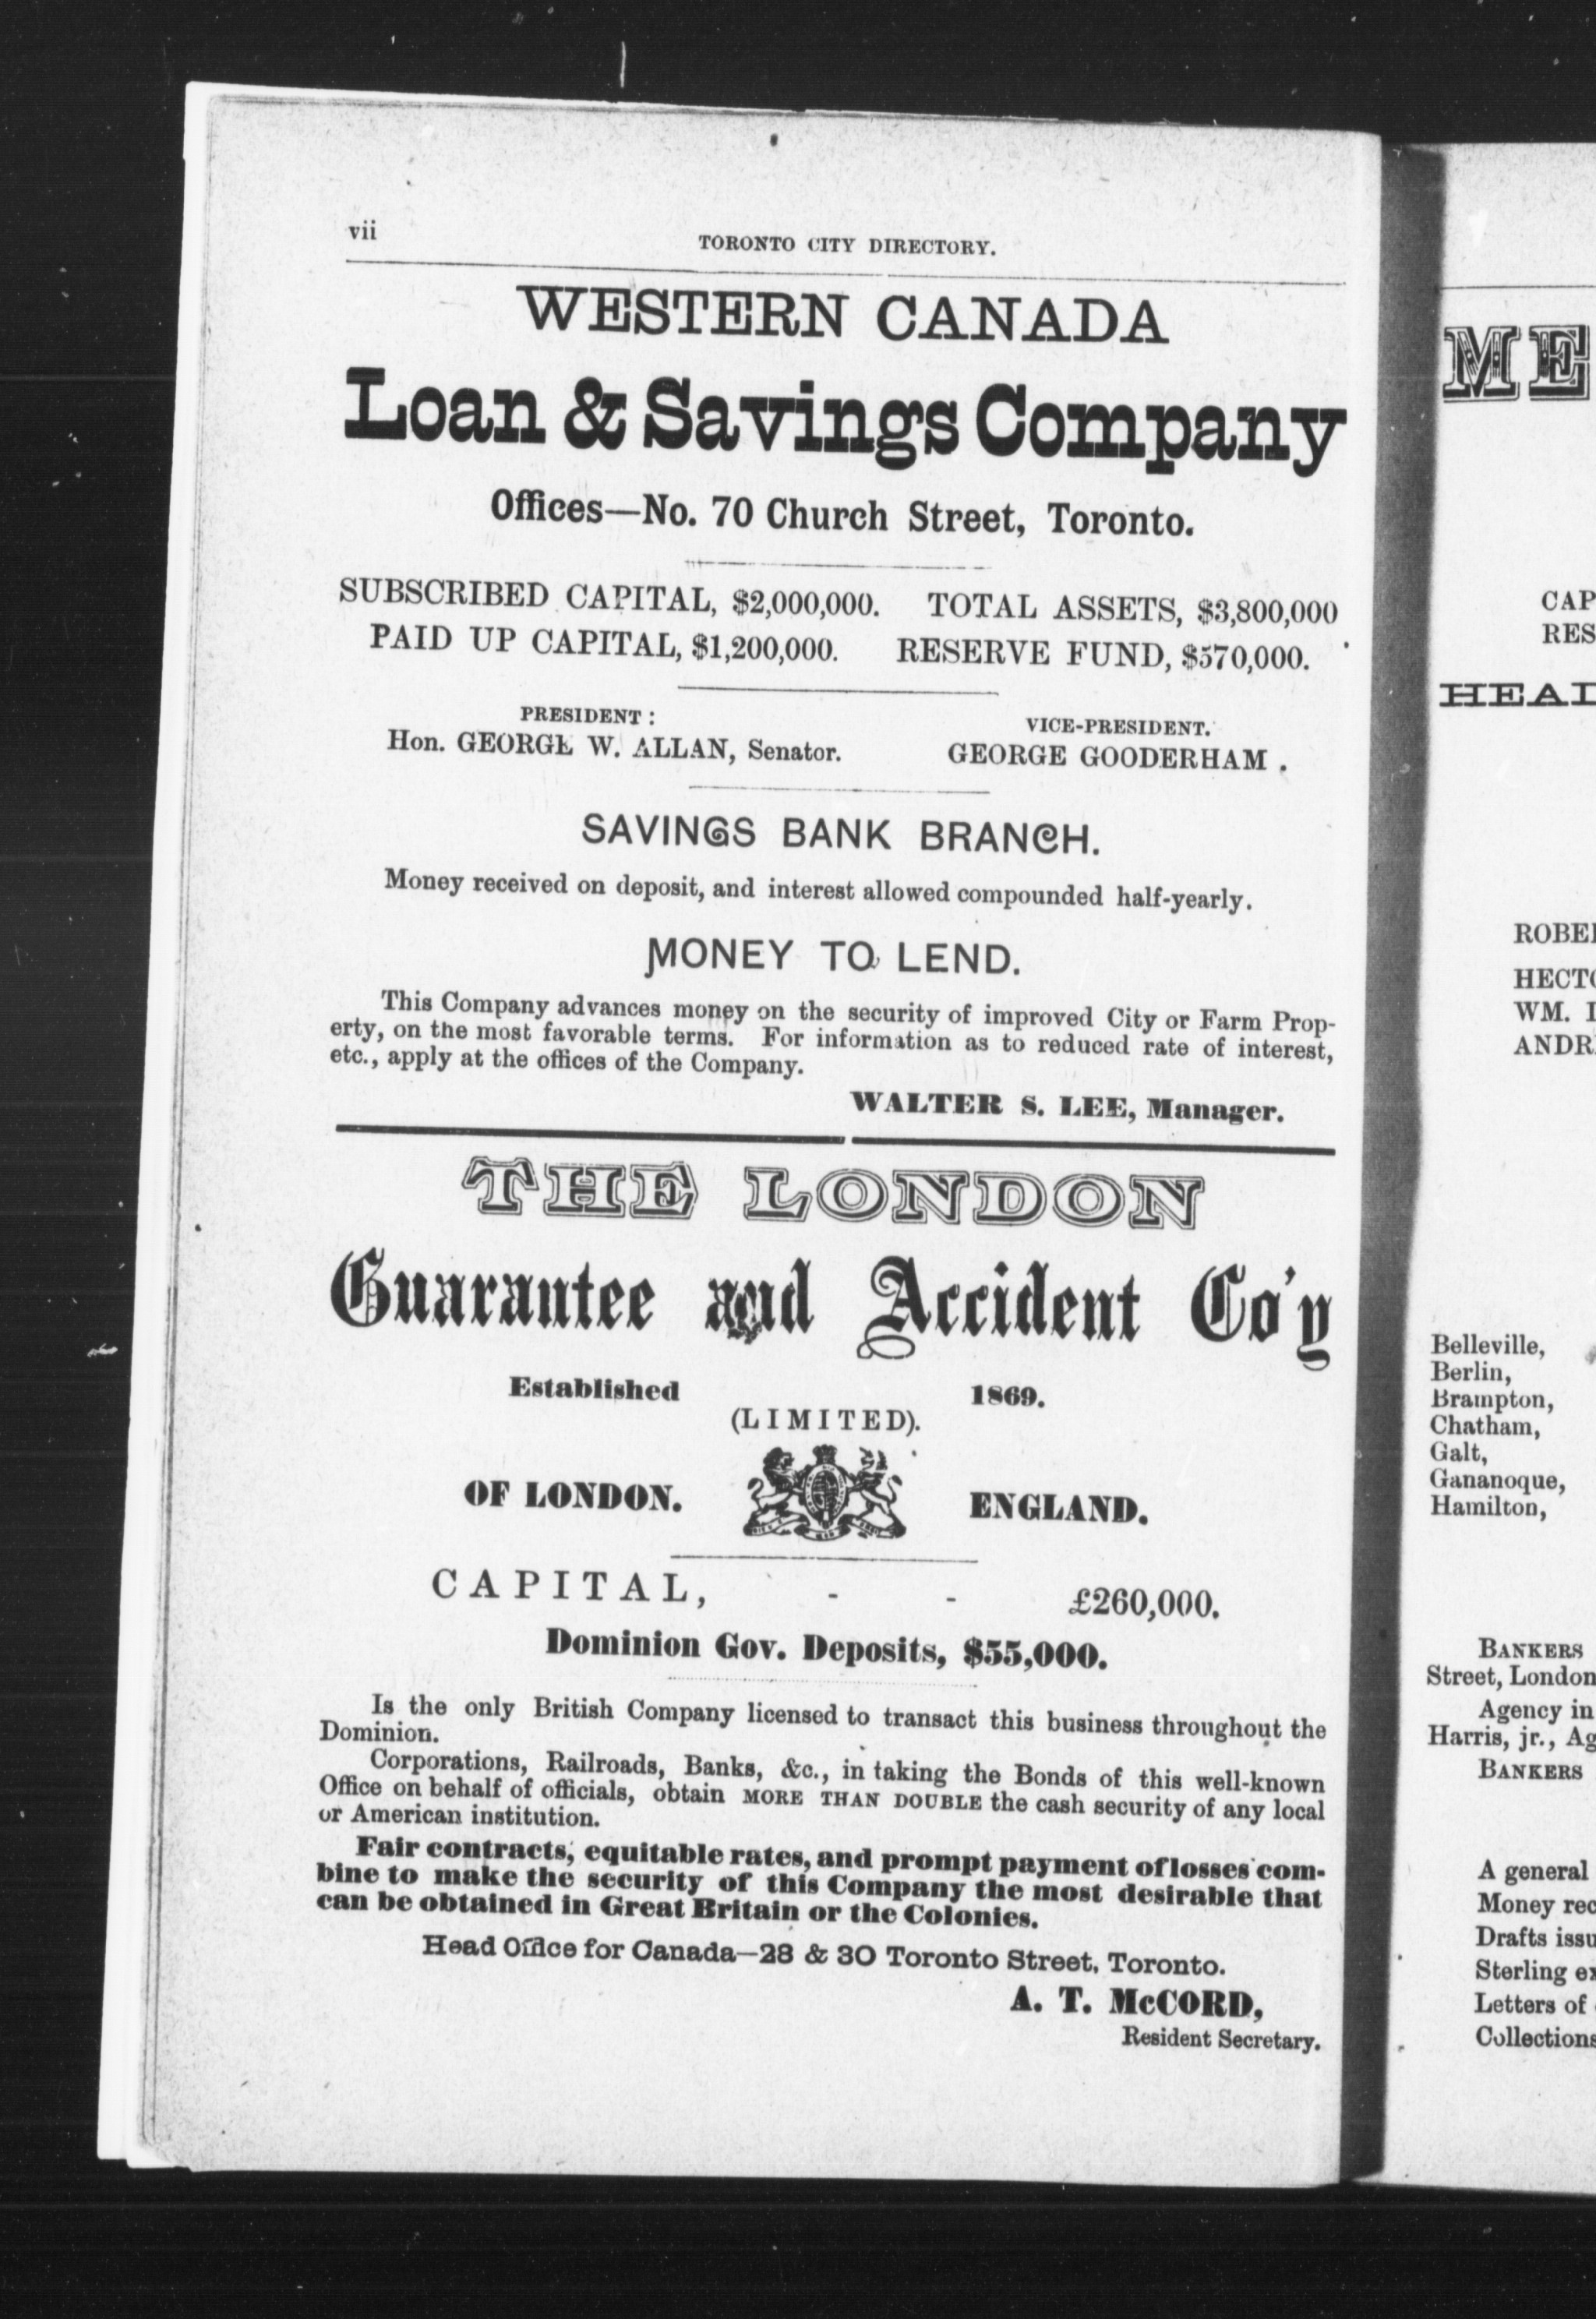 vii
TORONTO CITY DIRECTORY.
WESTERN CANADA
Loan & Savings Company
Offices—No. 70 Church Street, Toronto.
SUBSCRIBED CAPITAL, $2,000,000. TOTAL ASSETS, $3,800,000
PAID UP CAPITAL, $1,200,000. RESERVE FUND, $570,000.
PRESIDENT: VICE-PRESIDENT.
Hon. GEORGE W. ALLAN, Senator. GEORGE GOODERHAM.
SAVINGS BANK BRANCH.
Money received on deposit, and interest allowed compounded half-yearly.
MONEY TO LEND.
This Company advances money on the security of improved City or Farm Prop-
erty, on the most favorable terms. For information as to reduced rate of interest,
etc., apply at the offices of the Company.
WALTER S. LEE, Manager.
THE LONDON
Guarantee and Accident Co'y
Established 1869.
(LIMITED).
OF LONDON. ENGLAND.
CAPITAL, - - £260,000.
Dominion Gov. Deposits, $55,000.
Is the only British Company licensed to transact this business throughout the
Dominion.
Corporations, Railroads, Banks, &c., in taking the Bonds of this well-known
Office on behalf of officials, obtain MORE THAN DOUBLE the cash security of any local
or American institution.
Fair contracts, equitable rates, and prompt payment of losses com-
bine to make the security of this Company the most desirable that
can be obtained in Great Britain or the Colonies.
Head Office for Canada—28 & 30 Toronto Street, Toronto.
A. T. McCORD,
Resident Secretary.
ME
CAP
RES
HEAD
ROBE
HECTO
WM. 
ANDR
Belleville,
Berlin,
Brampton,
Chatham,
Galt,
Gananoque,
Hamilton,
BANKERS
Street, London
Agency in
Harris, jr., Ag
BANKERS
A general
Money rec
Drafts issu
Sterling ex
Letters of
Collections